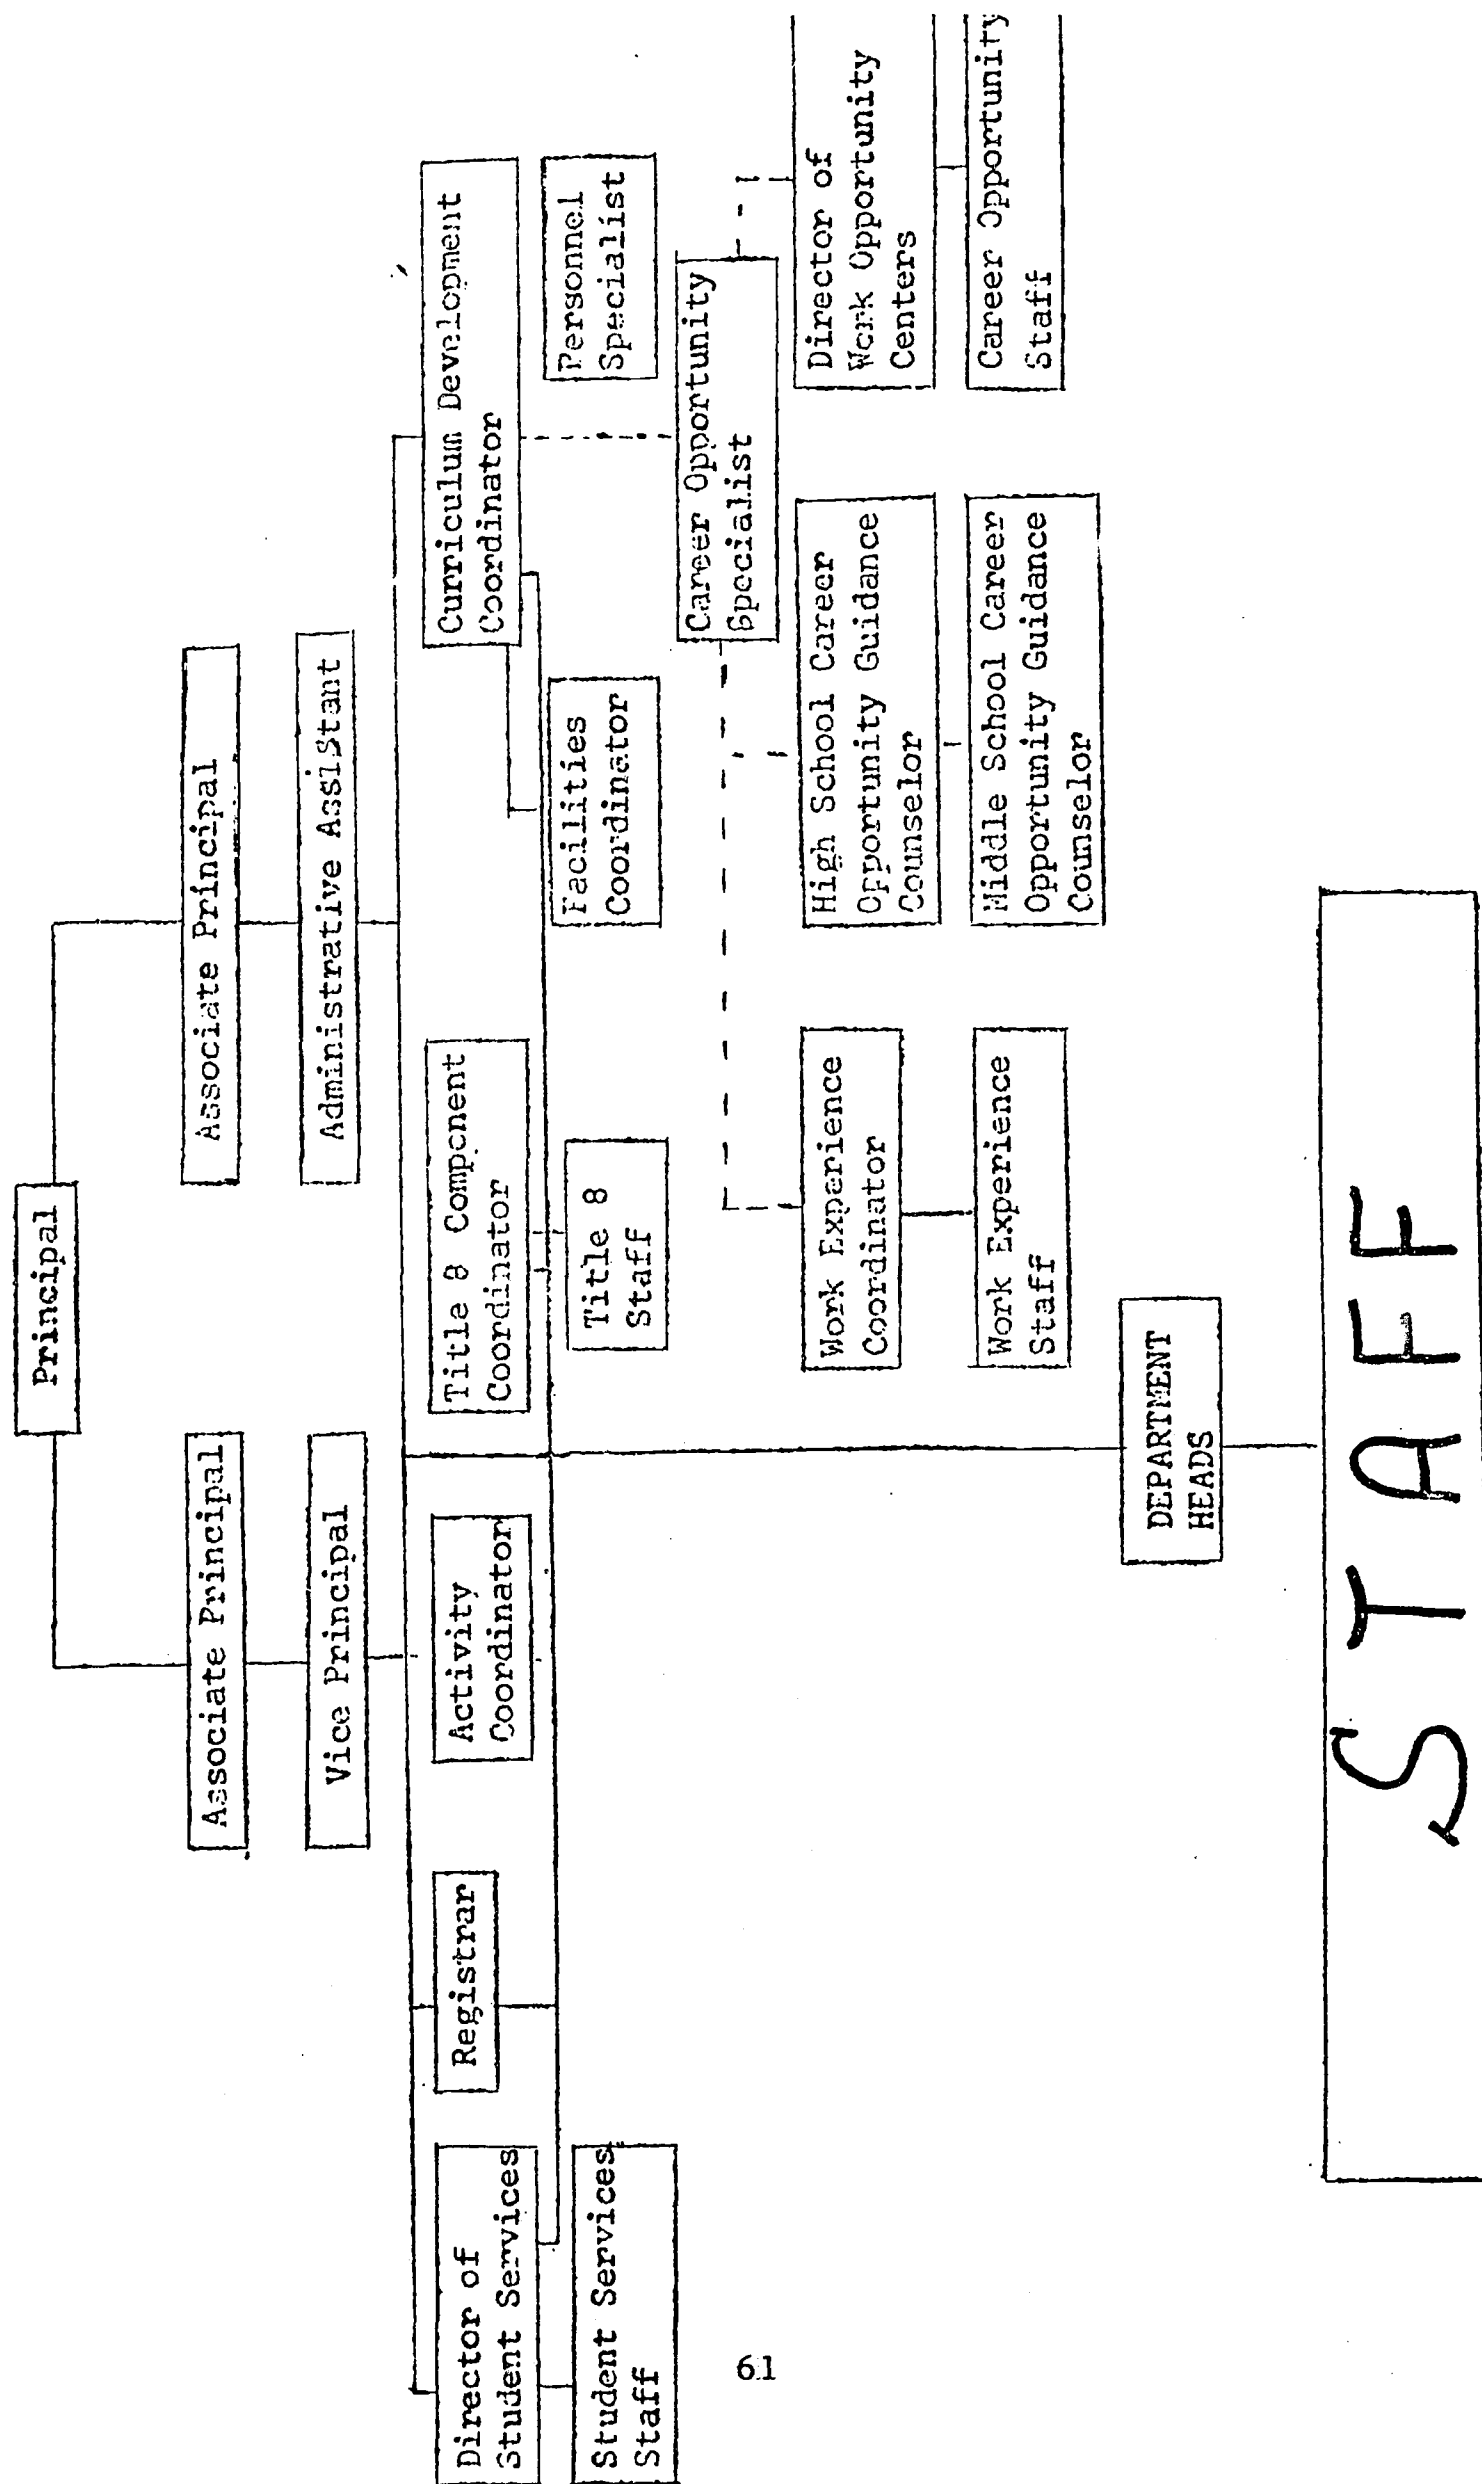 Principal
Associate Principal
Associate Principal
Vice Principal
Administrative Assistant
Director of
Student Services
Registrar
Activity
Coordinator
Title 8 Component
Coordinator
Curriculum Development
Coordinator
Student Services
Staff
Title 8
Staff
Facilities
Coordinator
Personnel
Specialist
Career Opportunity
Specialist
Work Experience
Coordinator
High School Career
Opportunity Guidance
Counselor
Director of
Work Opportunity
Centers
Work Experience
Staff
Middle School Career
Opportunity Guidance
Counselor
Career Opportunity
Staff
DEPARTMENT
HEADS
STAFF
61